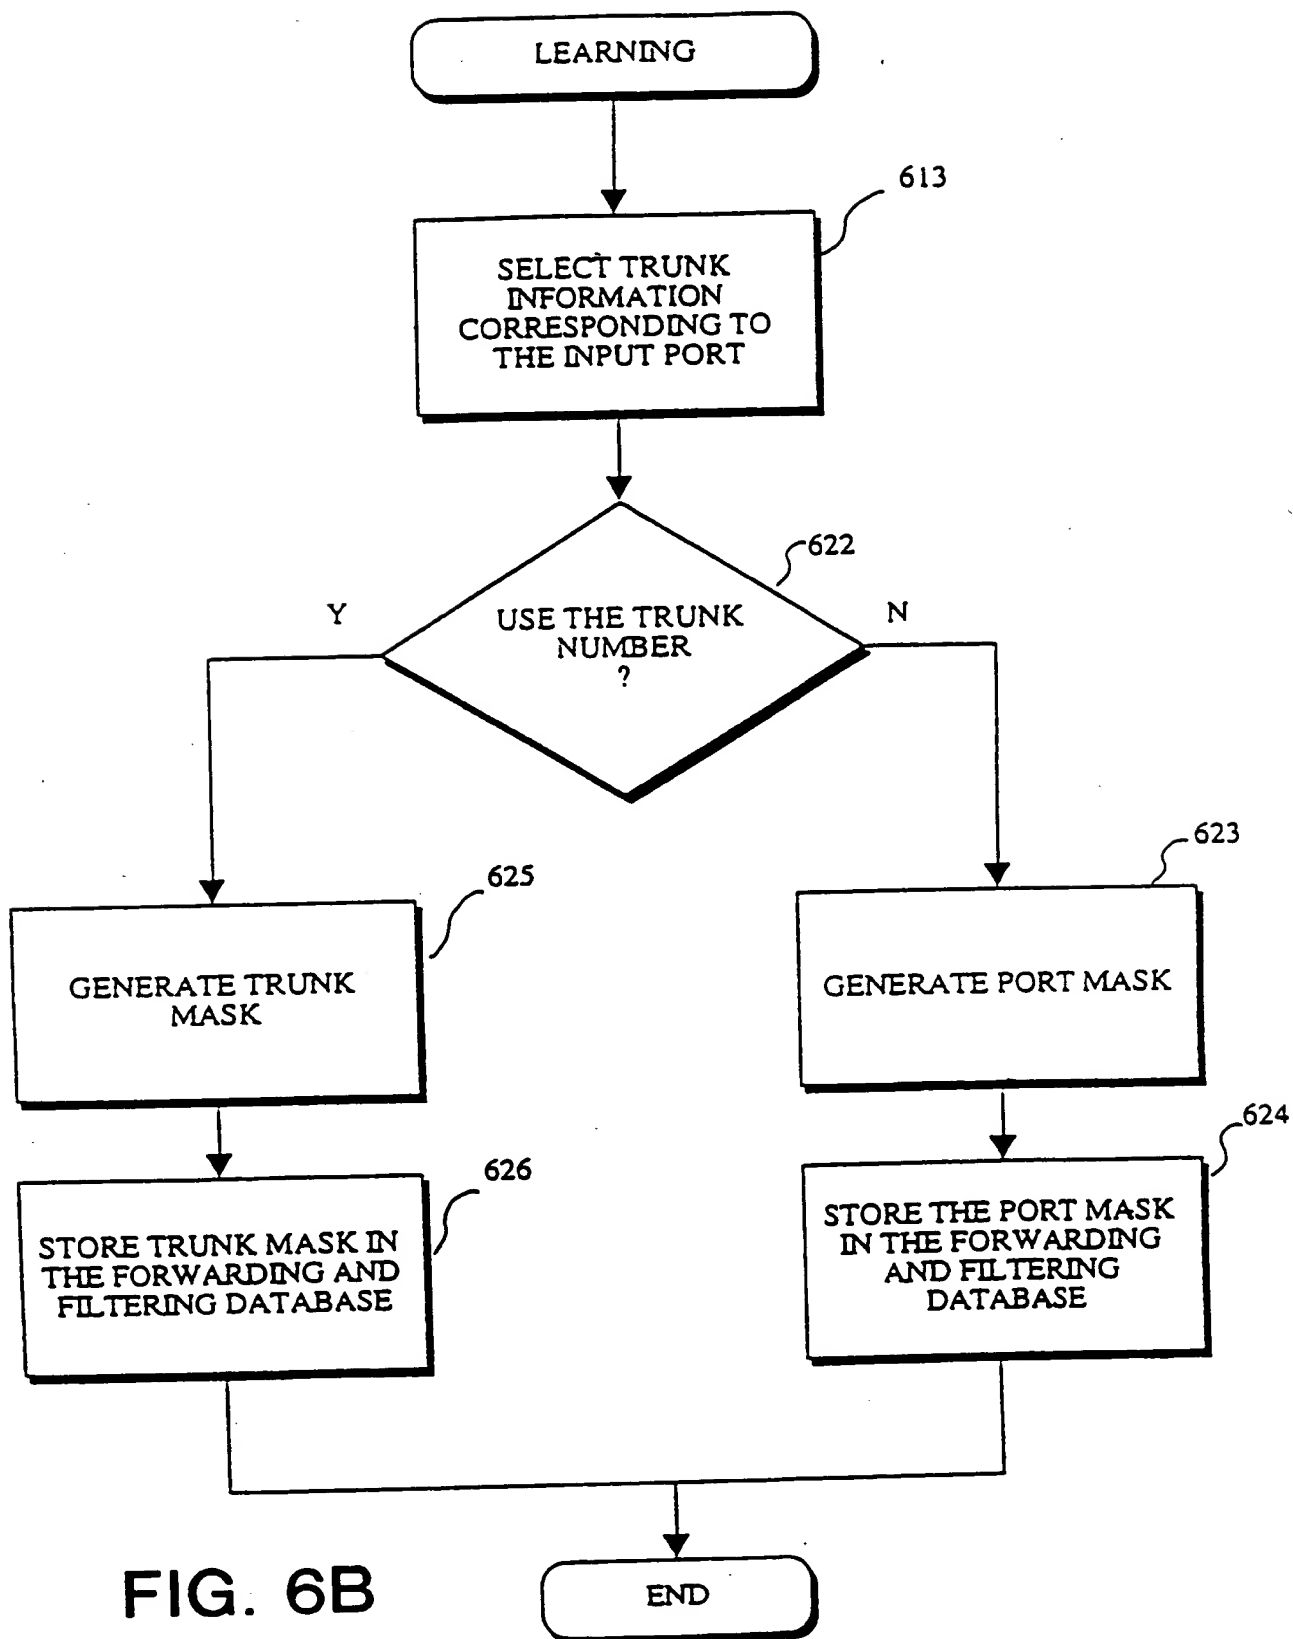 LEARNING
613
SELECT TRUNK
INFORMATION
CORRESPONDING TO
THE INPUT PORT
622
Y
USE THE TRUNK
NUMBER
?
N
625
623
GENERATE TRUNK
MASK
GENERATE PORT MASK
626
624
STORE TRUNK MASK IN
THE FORWARDING AND
FILTERING DATABASE
STORE THE PORT MASK
IN THE FORWARDING
AND FILTERING
DATABASE
FIG. 6B
END